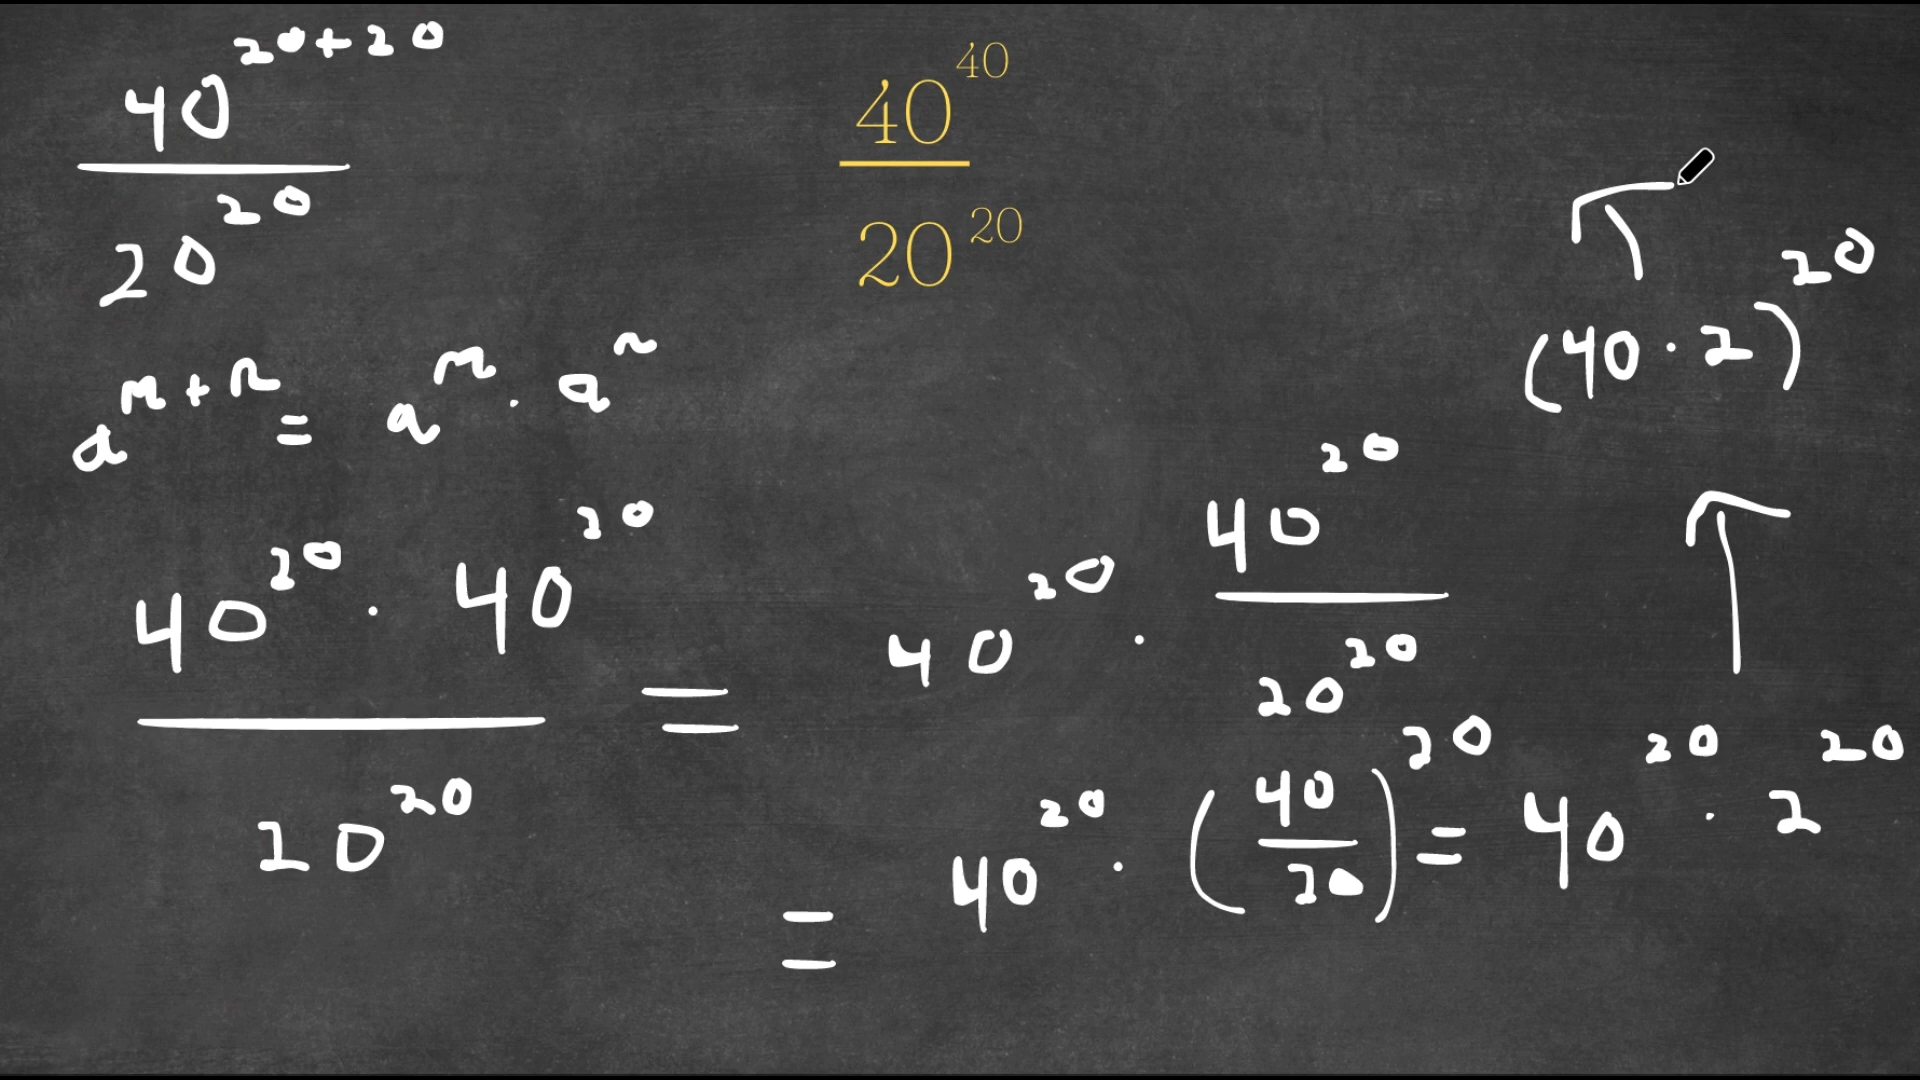 40^{20+20}
———
20^{20}
40^{40}
———
20^{20}
a^{m+n} = a^m · a^n
(40 · 2)^{20}
40^{20} · 40^{20}
———
20^{20}
=
40^{20} · 40^{20}
———
20^{20}
= 40^{20} · (40/20)^{20} = 40^{20} · 2^{20}